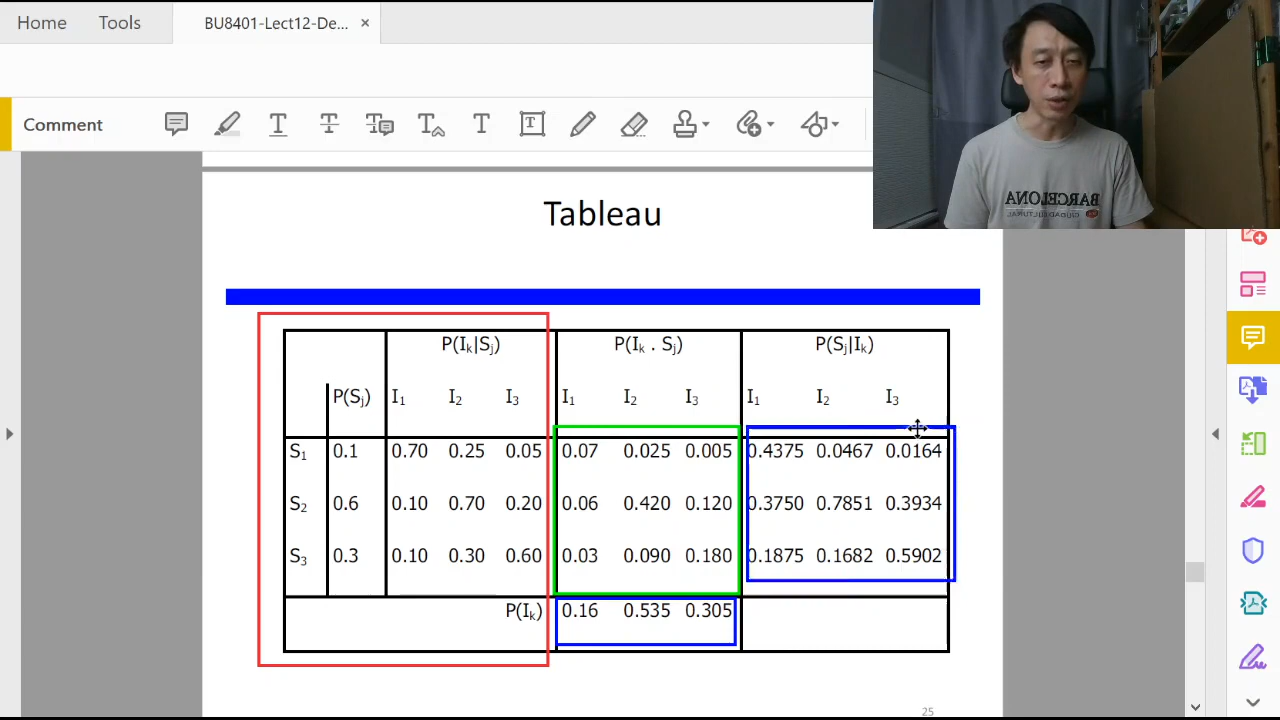 Home Tools BU8401-Lect12-De... ×
Comment
BARCELONA
Tableau
P(Iₖ|Sⱼ) P(Iₖ . Sⱼ) P(Sⱼ|Iₖ)
P(Sⱼ) I₁ I₂ I₃ I₁ I₂ I₃ I₁ I₂ I₃
S₁ 0.1 0.70 0.25 0.05 0.07 0.025 0.005 0.4375 0.0467 0.0164
S₂ 0.6 0.10 0.70 0.20 0.06 0.420 0.120 0.3750 0.7851 0.3934
S₃ 0.3 0.10 0.30 0.60 0.03 0.090 0.180 0.1875 0.1682 0.5902
P(Iₖ) 0.16 0.535 0.305
25